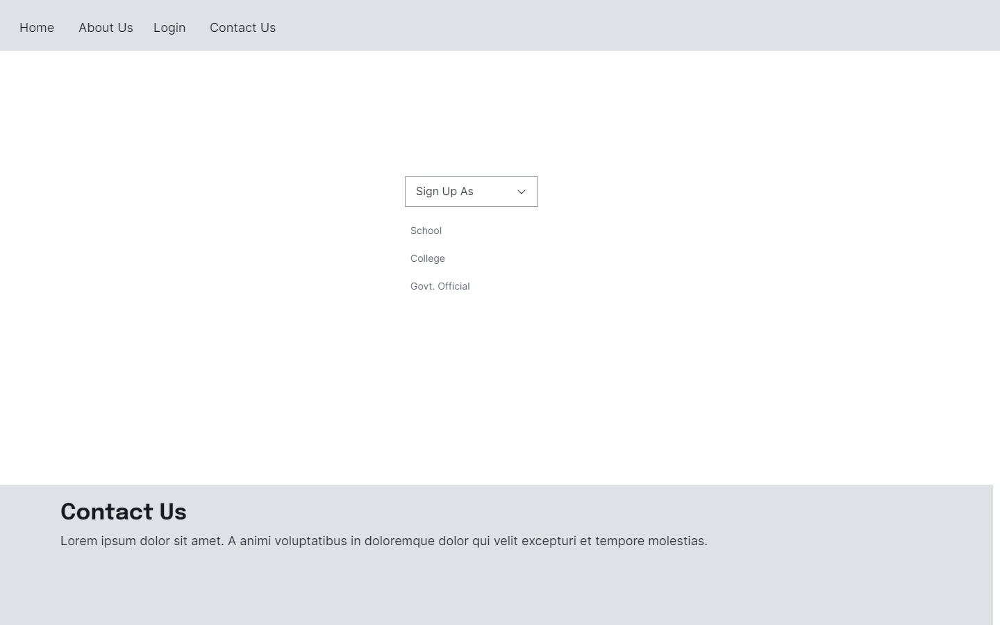 Home About Us Login Contact Us
Sign Up As
School
College
Govt. Official
Contact Us
Lorem ipsum dolor sit amet. A animi voluptatibus in doloremque dolor qui velit excepturi et tempore molestias.